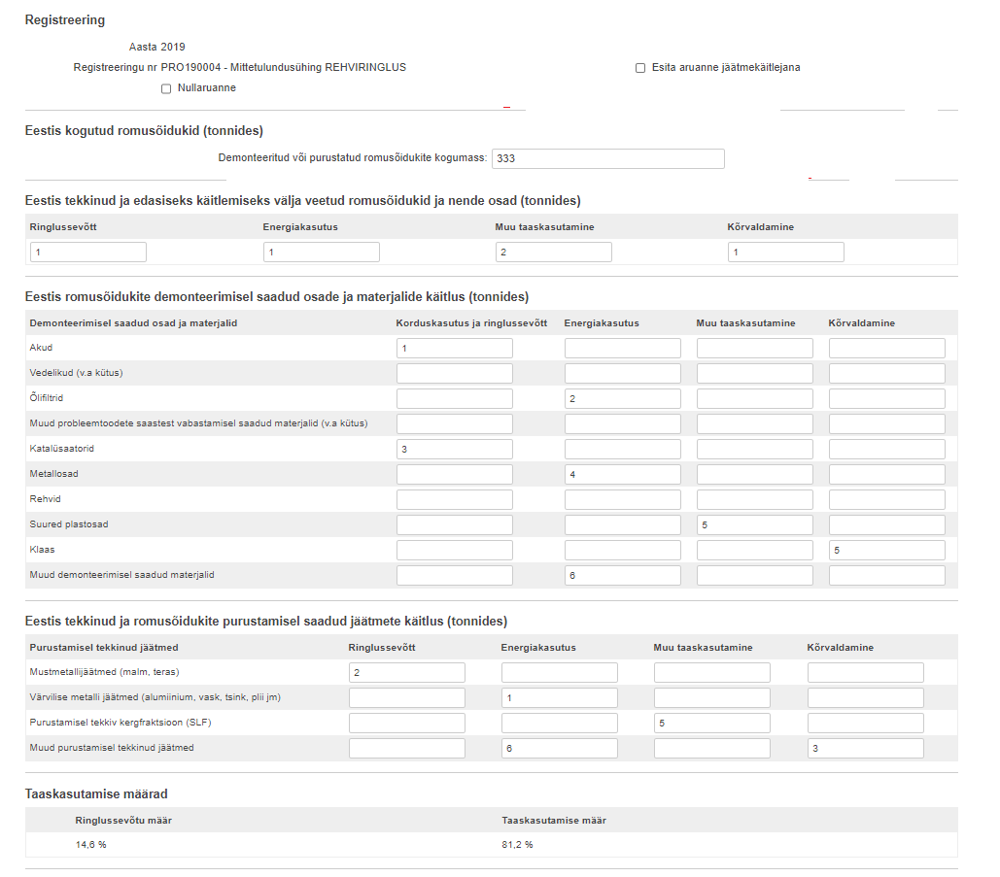 Registreering
Aasta 2019
Registreeringu nr PRO190004 - Mittetulundusühing REHVIRINGLUS
Esita aruanne jäätmekäitlejana
Nullaruanne
Eestis kogutud romusõidukid (tonnides)
Demonteeritud või purustatud romusõidukite kogumass: 333
Eestis tekkinud ja edasiseks käitlemiseks välja veetud romusõidukid ja nende osad (tonnides)
Ringlussevõtt Energiakasutus Muu taaskasutamine Kõrvaldamine
1 1 2 1
Eestis romusõidukite demonteerimisel saadud osade ja materjalide käitlus (tonnides)
Demonteerimisel saadud osad ja materjalid Korduskasutus ja ringlussevõtt Energiakasutus Muu taaskasutamine Kõrvaldamine
Akud 1
Vedelikud (v.a kütus)
Õlifiltrid 2
Muud probleemtoodete saastest vabastamisel saadud materjalid (v.a kütus)
Katalüsaatorid 3
Metallosad 4
Rehvid
Suured plastosad 5
Klaas 5
Muud demonteerimisel saadud materjalid 6
Eestis tekkinud ja romusõidukite purustamisel saadud jäätmete käitlus (tonnides)
Purustamisel tekkinud jäätmed Ringlussevõtt Energiakasutus Muu taaskasutamine Kõrvaldamine
Mustmetallijäätmed (malm, teras) 2
Värvilise metalli jäätmed (alumiinium, vask, tsink, plii jm) 1
Purustamisel tekkiv kergfraktsioon (SLF) 5
Muud purustamisel tekkinud jäätmed 6 3
Taaskasutamise määrad
Ringlussevõtu määr Taaskasutamise määr
14,6 % 81,2 %